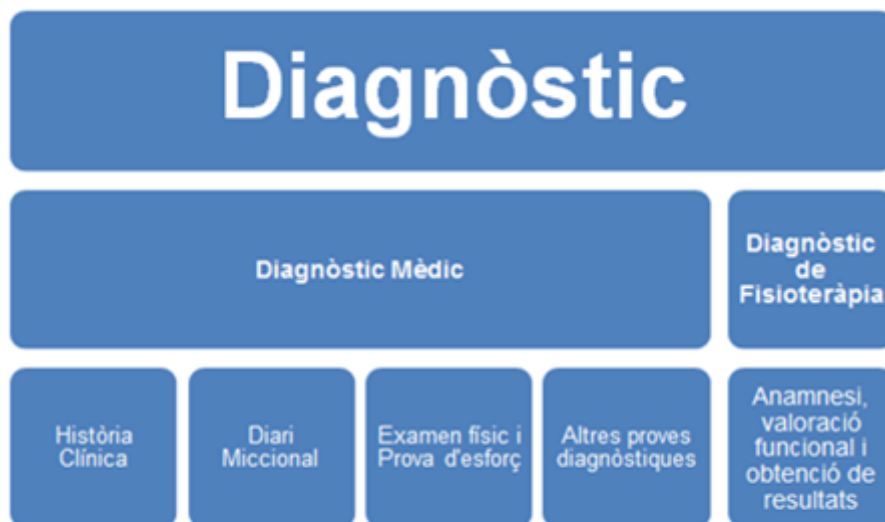 Diagnòstic
Diagnòstic Mèdic
Diagnòstic
de
Fisioteràpia
Història
Clínica
Diari
Miccional
Examen físic i
Prova d'esforç
Altres proves
diagnòstiques
Anamnesi,
valoració
funcional i
obtenció de
resultats